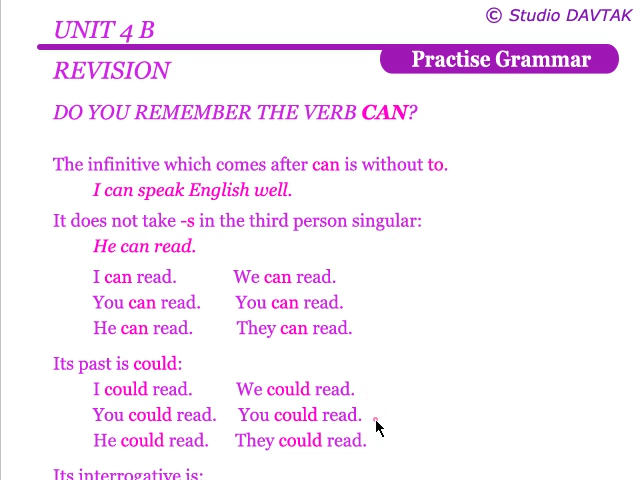 © Studio DAVTAK
UNIT 4 B
Practise Grammar
REVISION
DO YOU REMEMBER THE VERB CAN?
The infinitive which comes after can is without to.
I can speak English well.
It does not take -s in the third person singular:
He can read.
I can read. We can read.
You can read. You can read.
He can read. They can read.
Its past is could:
I could read. We could read.
You could read. You could read.
He could read. They could read.
Its interrogative is: